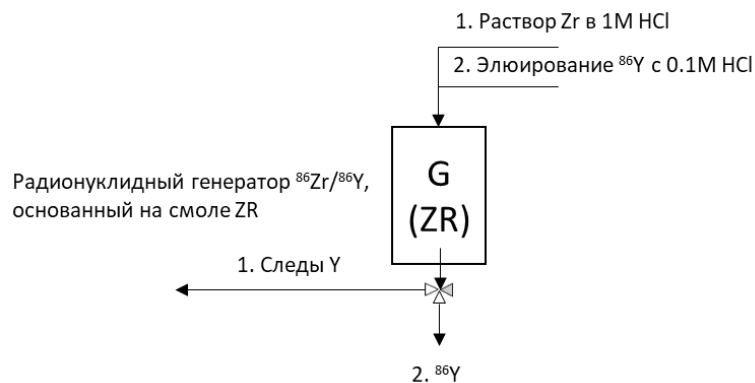 1. Раствор Zr в 1M HCl
2. Элюирование ⁸⁶Y с 0.1M HCl
G
(ZR)
Радионуклидный генератор ⁸⁶Zr/⁸⁶Y,
основанный на смоле ZR
1. Следы Y
2. ⁸⁶Y